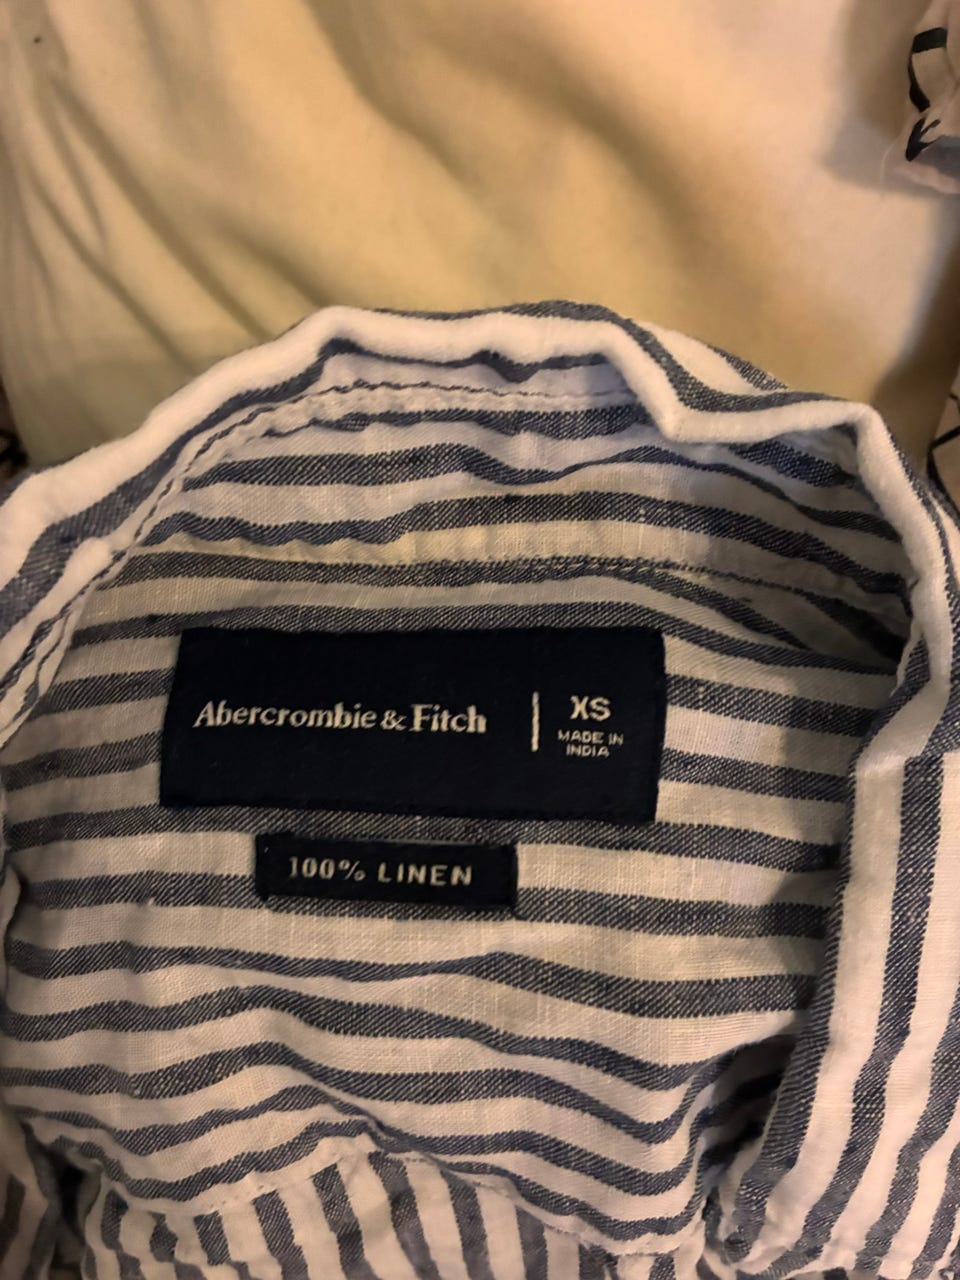 Abercrombie & Fitch
XS
MADE IN
INDIA
100% LINEN